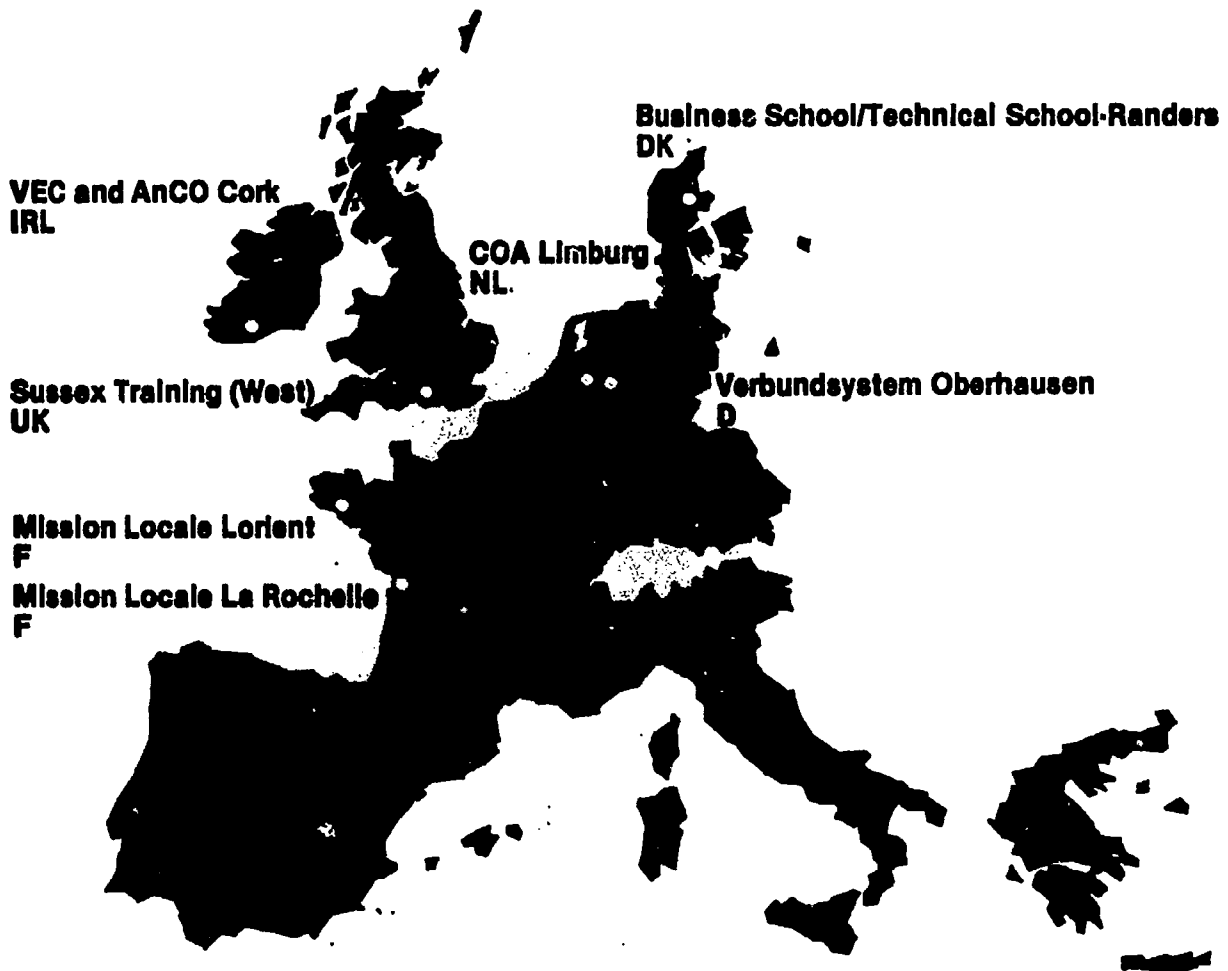 Business School/Technical School-Randers
DK
VEC and AnCO Cork
IRL
COA Limburg
NL.
Sussex Training (West)
UK
Verbundsystem Oberhausen
D
Mission Locale Lorient
F
Mission Locale La Rochelle
F